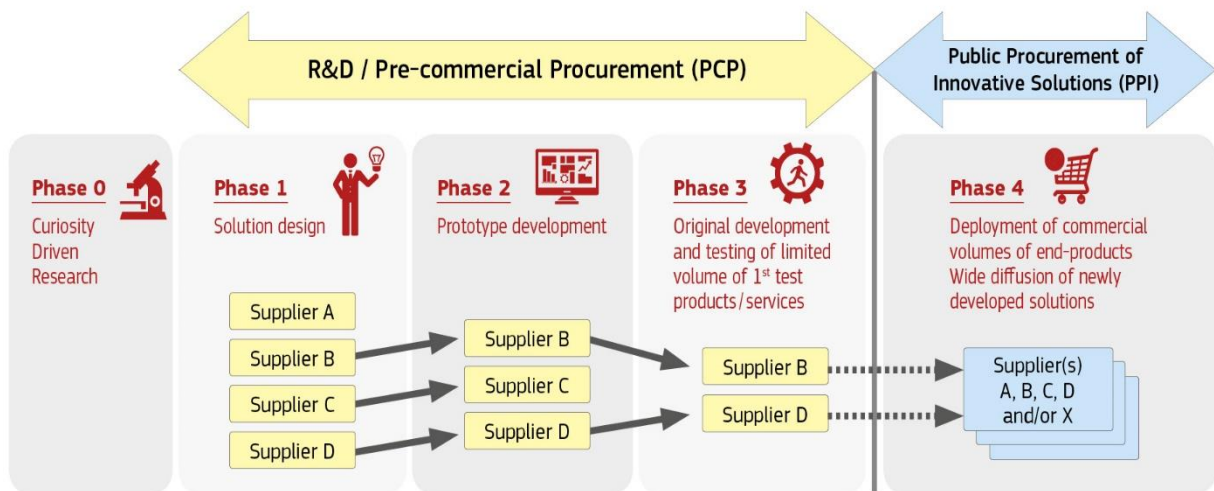 R&D / Pre-commercial Procurement (PCP)
Public Procurement of
Innovative Solutions (PPI)
Phase 0
Curiosity
Driven
Research
Phase 1
Solution design
Supplier A
Supplier B
Supplier C
Supplier D
Phase 2
Prototype development
Supplier B
Supplier C
Supplier D
Phase 3
Original development
and testing of limited
volume of 1st test
products/services
Supplier B
Supplier D
Phase 4
Deployment of commercial
volumes of end-products
Wide diffusion of newly
developed solutions
Supplier(s)
A, B, C, D
and/or X